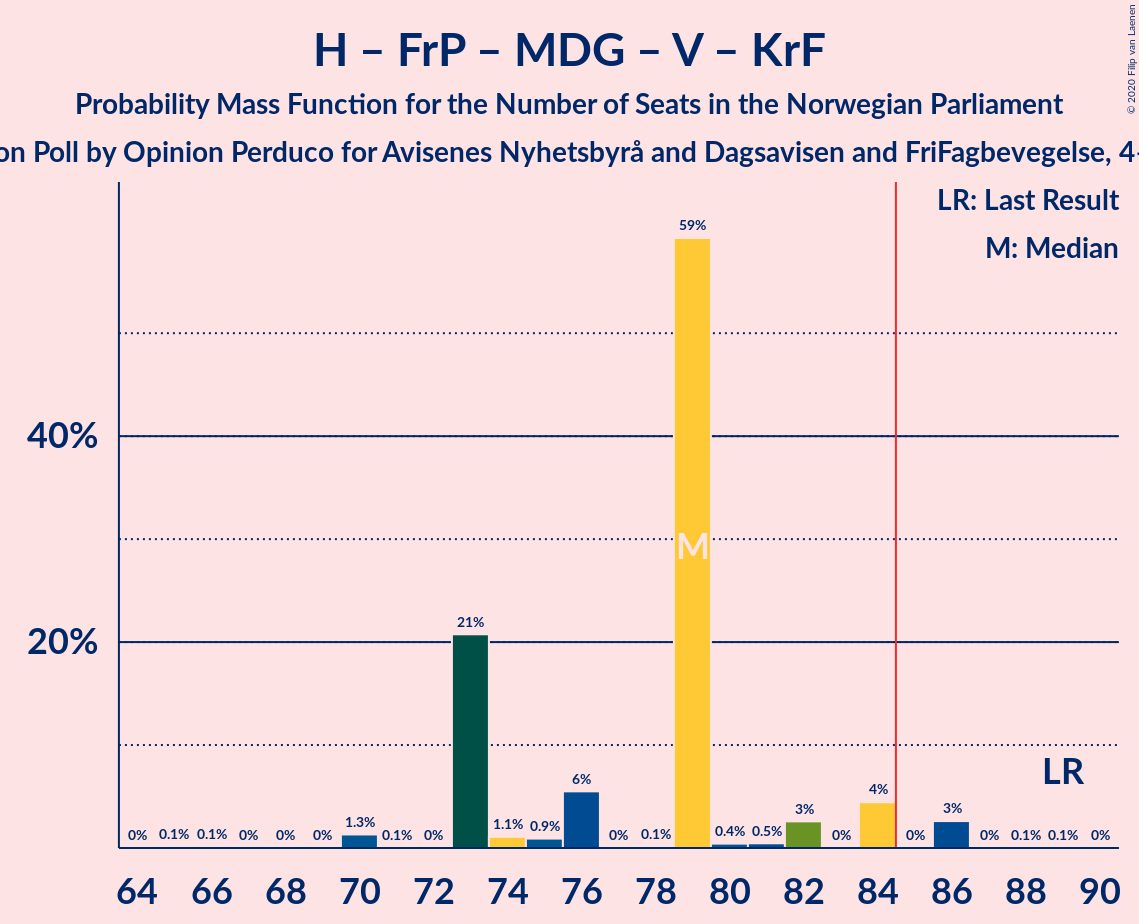 H – FrP – MDG – V – KrF
Probability Mass Function for the Number of Seats in the Norwegian Parliament
on Poll by Opinion Perduco for Avisenes Nyhetsbyrå and Dagsavisen and FriFagbevegelse, 4-
© 2020 Filip van Laenen
LR: Last Result
M: Median
59%
40%
M
21%
20%
LR
0% 0.1% 0.1% 0% 0% 0% 1.3% 0.1% 0% 1.1% 0.9% 6% 0% 0.1% 0.4% 0.5% 3% 0% 4% 0% 3% 0% 0.1% 0.1% 0%
64 66 68 70 72 74 76 78 80 82 84 86 88 90